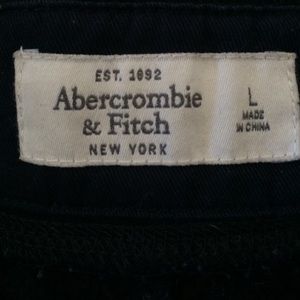 EST. 1892
Abercrombie
& Fitch
NEW YORK
L
MADE
IN CHINA